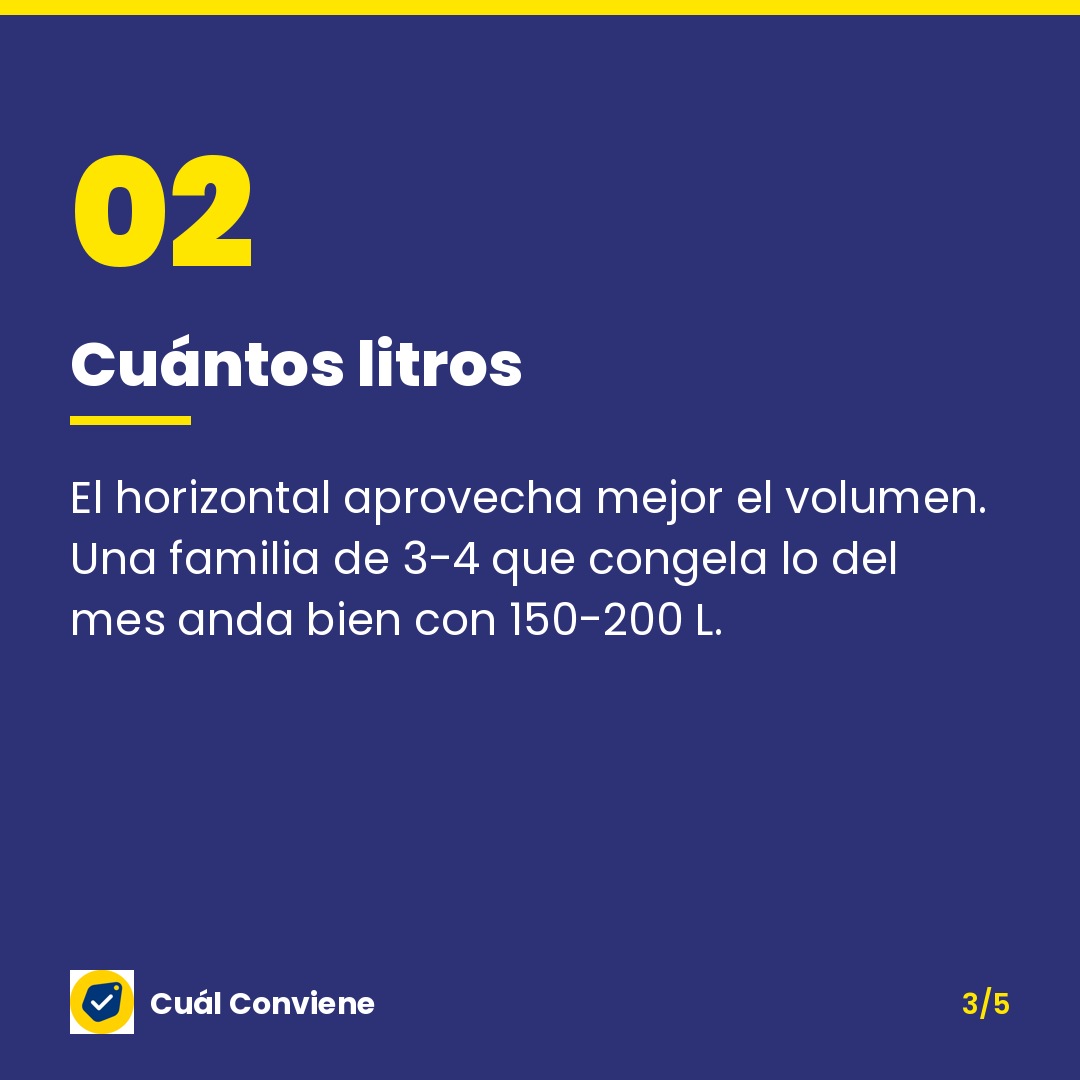 02
Cuántos litros
El horizontal aprovecha mejor el volumen.
Una familia de 3-4 que congela lo del
mes anda bien con 150-200 L.
Cuál Conviene
3/5